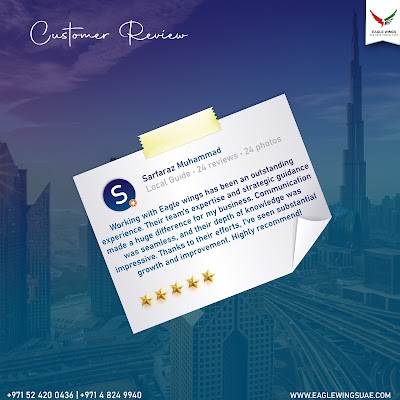 Customer Review
EAGLE WINGS
Sarfaraz Muhammad
Local Guide • 24 reviews • 24 photos
S
Working with Eagle wings has been an outstanding
experience. Their team's expertise and strategic guidance
made a huge difference for my business. Communication
was seamless, and their depth of knowledge was
impressive. Thanks to their efforts, I've seen substantial
growth and improvement. Highly recommend!
+971 52 420 0436 | +971 4 824 9940
WWW.EAGLEWINGSUAE.COM